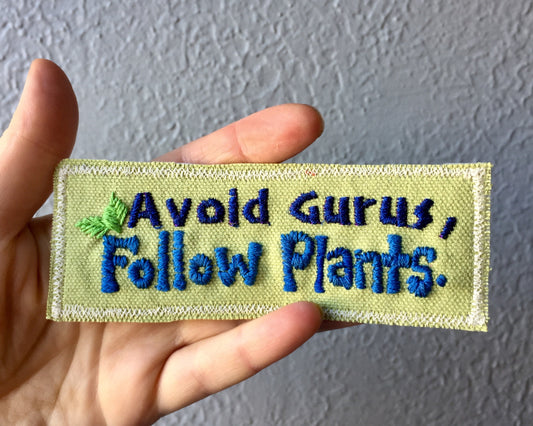 Avoid Gurus,
Follow Plants.